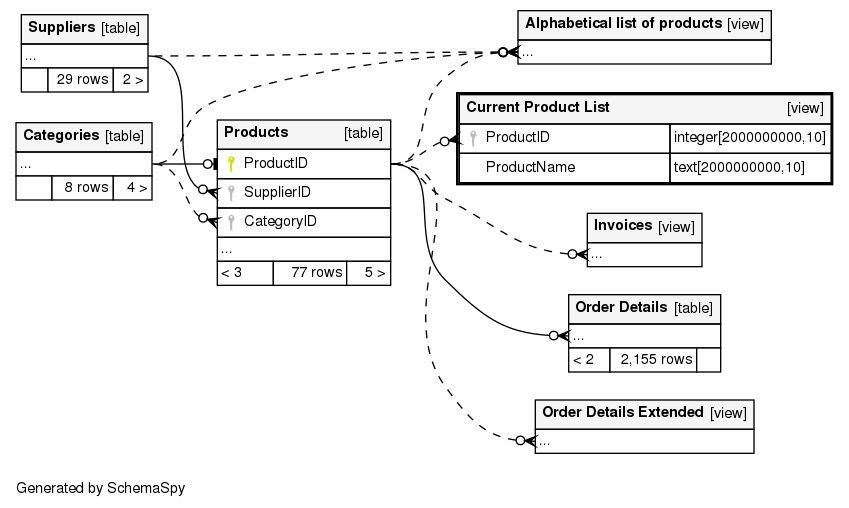 Suppliers [table]
...
29 rows 2 >
Categories [table]
...
8 rows 4 >
Products [table]
ProductID
SupplierID
CategoryID
...
< 3 77 rows 5 >
Alphabetical list of products [view]
...
Current Product List [view]
ProductID integer[2000000000,10]
ProductName text[2000000000,10]
Invoices [view]
...
Order Details [table]
...
< 2 2,155 rows
Order Details Extended [view]
...
Generated by SchemaSpy